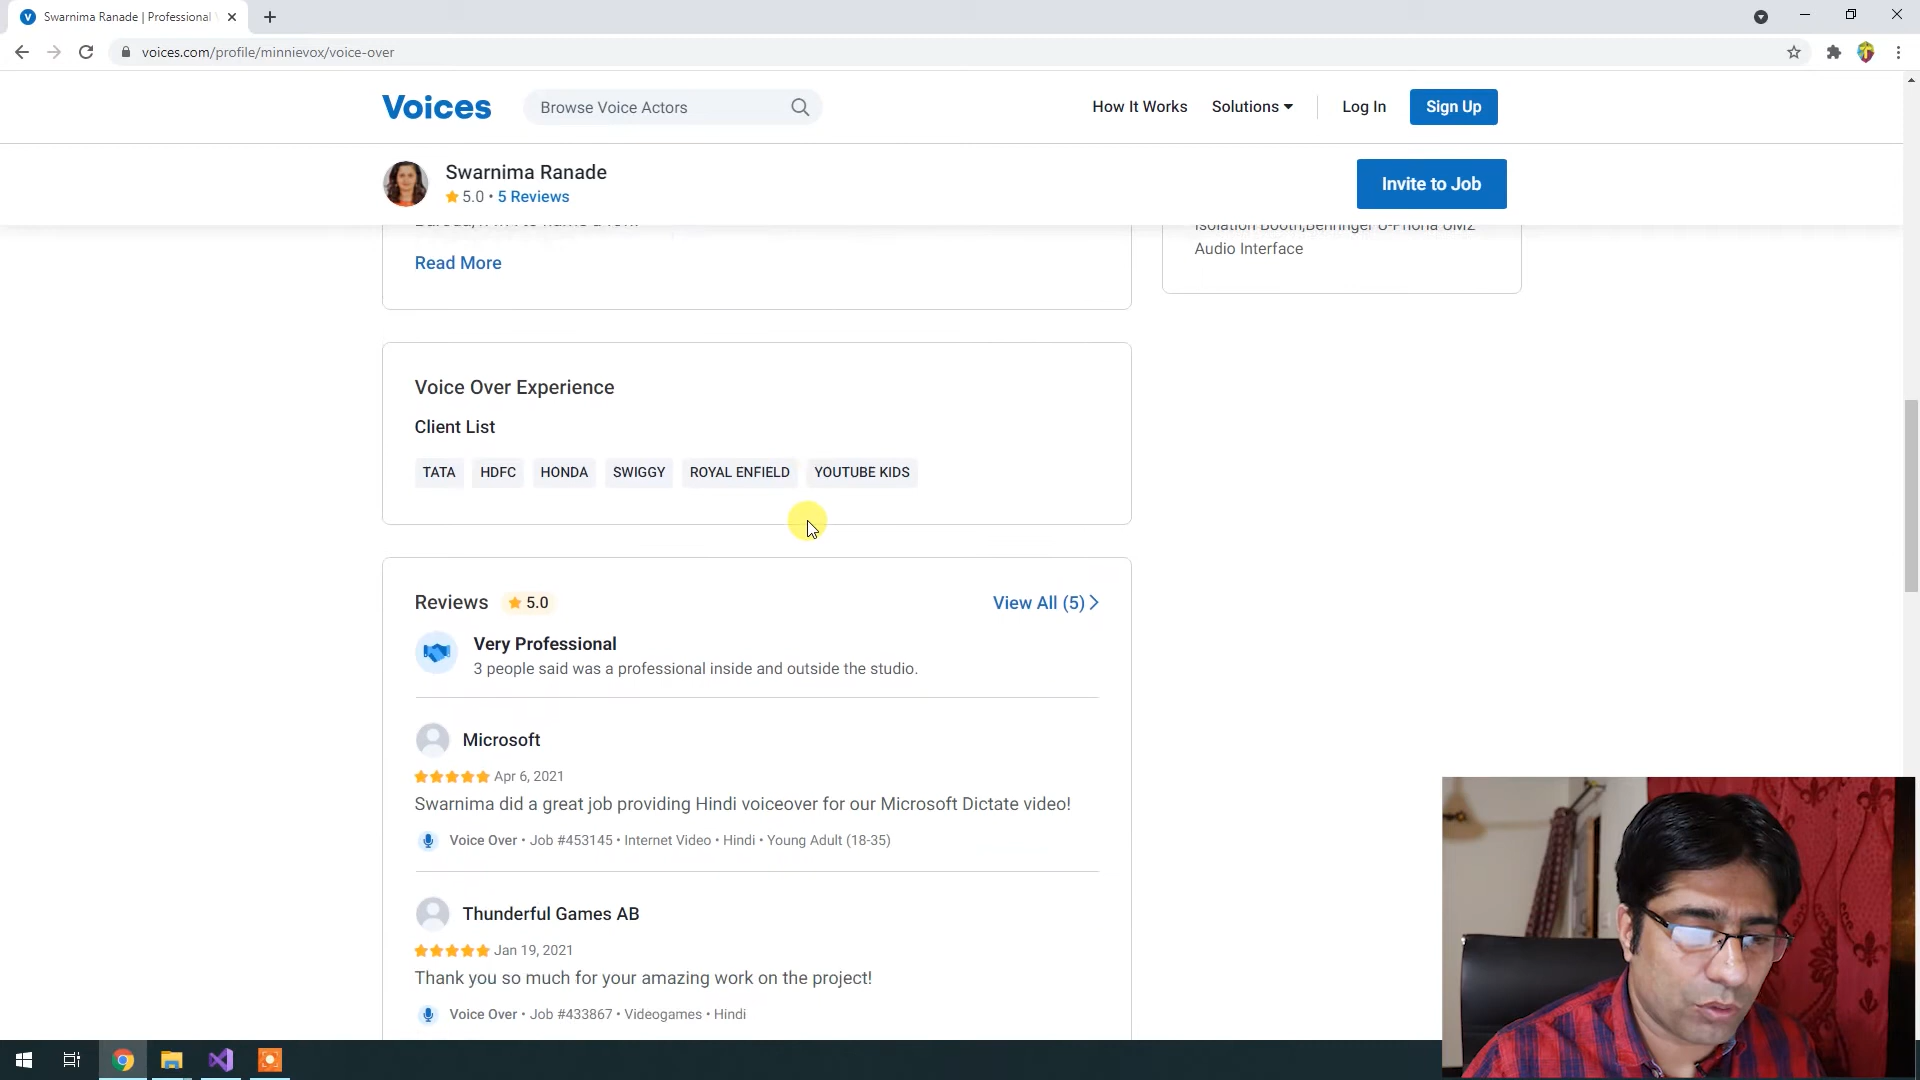 Swarnima Ranade | Professional
voices.com/profile/minnievox/voice-over
Voices
Browse Voice Actors
How It Works
Solutions
Log In
Sign Up
Swarnima Ranade
5.0 • 5 Reviews
Invite to Job
Audio Interface
Read More
Voice Over Experience
Client List
TATA HDFC HONDA SWIGGY ROYAL ENFIELD YOUTUBE KIDS
Reviews 5.0
View All (5)
Very Professional
3 people said was a professional inside and outside the studio.
Microsoft
Apr 6, 2021
Swarnima did a great job providing Hindi voiceover for our Microsoft Dictate video!
Voice Over • Job #453145 • Internet Video • Hindi • Young Adult (18-35)
Thunderful Games AB
Jan 19, 2021
Thank you so much for your amazing work on the project!
Voice Over • Job #433867 • Videogames • Hindi